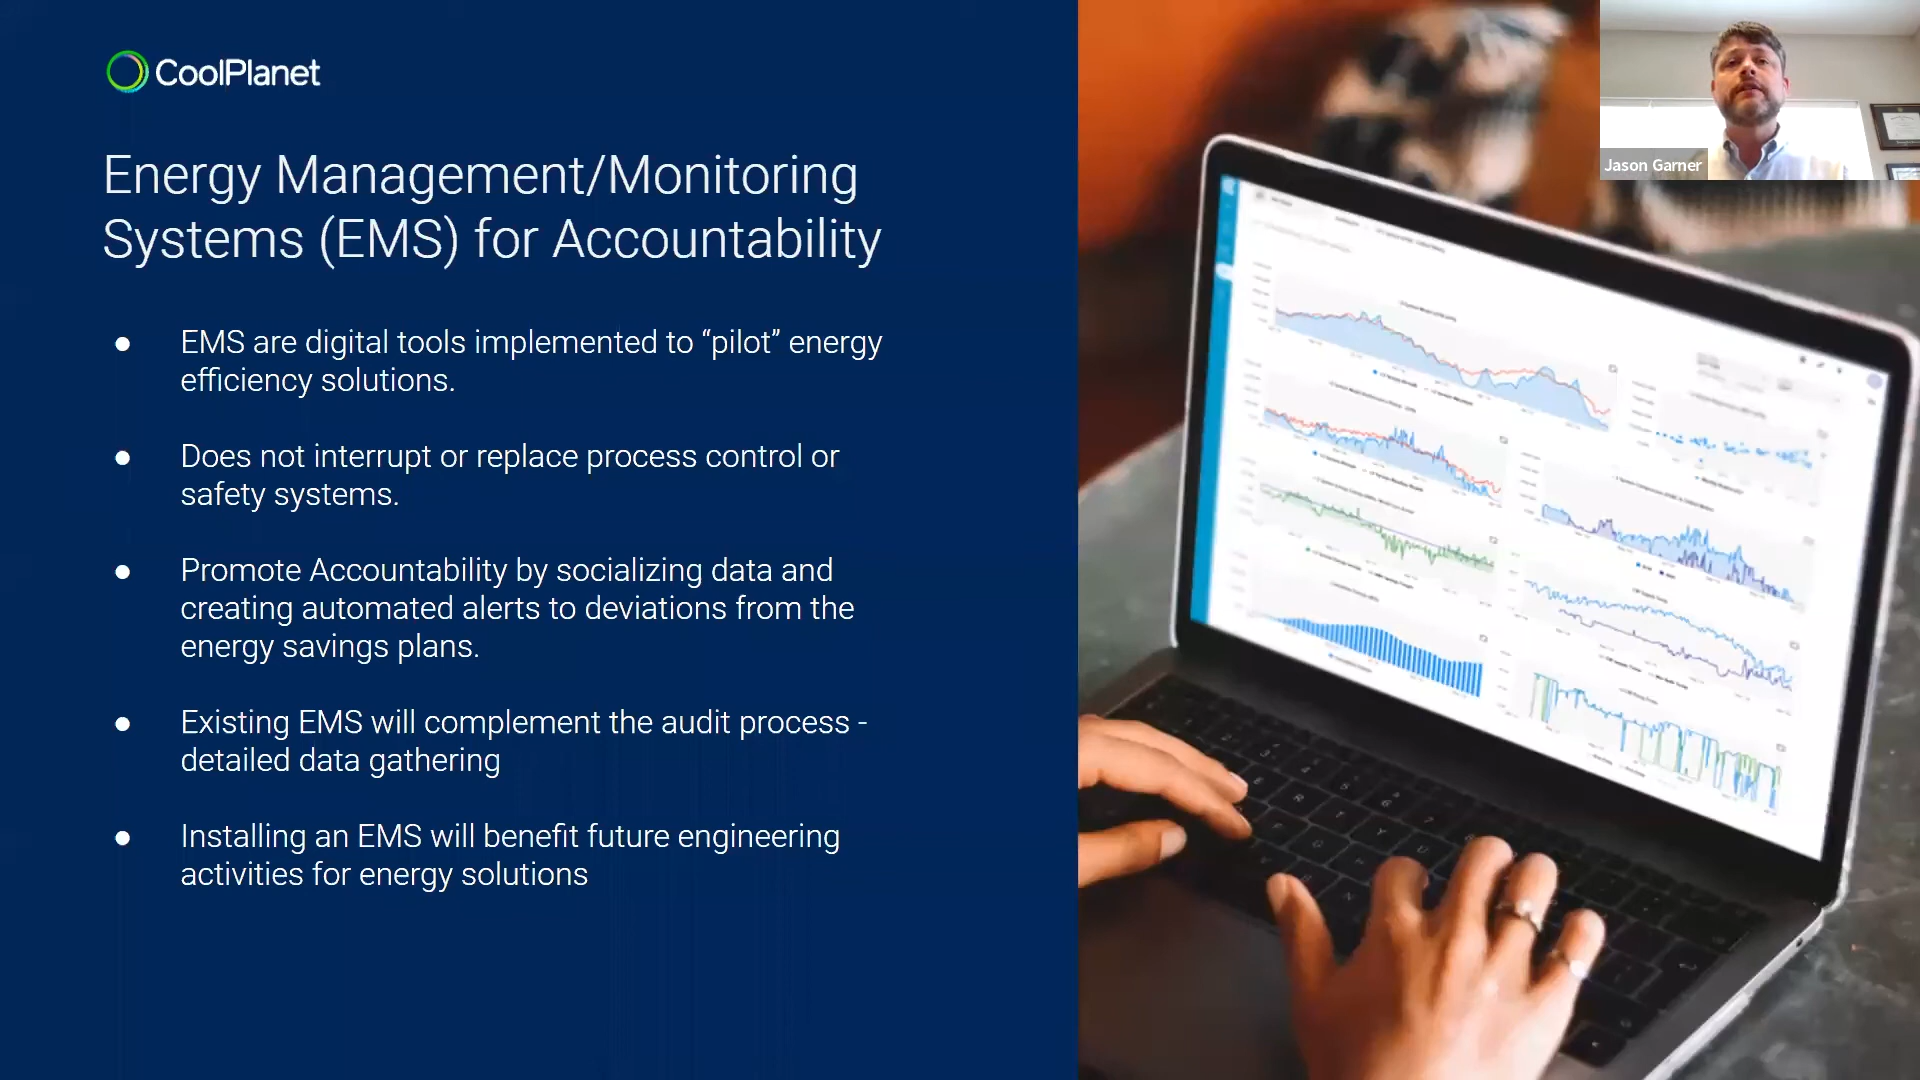 CoolPlanet
Jason Garner
Energy Management/Monitoring
Systems (EMS) for Accountability
● EMS are digital tools implemented to “pilot” energy
efficiency solutions.
● Does not interrupt or replace process control or
safety systems.
● Promote Accountability by socializing data and
creating automated alerts to deviations from the
energy savings plans.
● Existing EMS will complement the audit process -
detailed data gathering
● Installing an EMS will benefit future engineering
activities for energy solutions